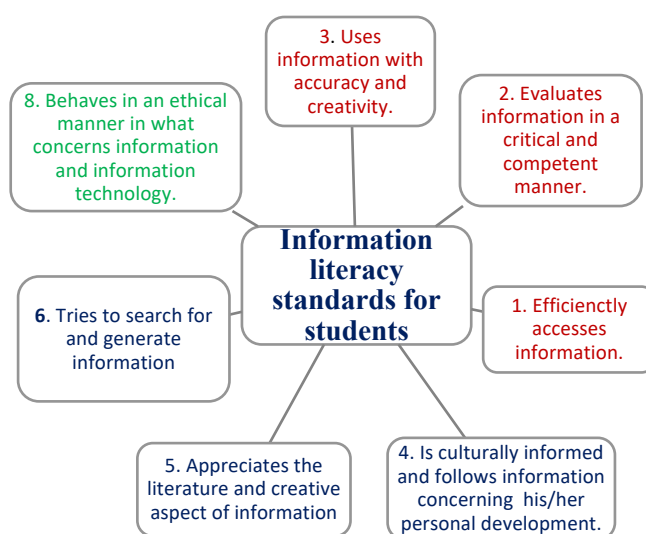 3. Uses
information with
accuracy and
creativity.
8. Behaves in an ethical
manner in what
concerns information
and information
technology.
2. Evaluates
information in a
critical and
competent manner.
Information
literacy
standards for
students
6. Tries to search for
and generate
information
1. Efficienctly
accesses
information.
5. Appreciates the
literature and creative
aspect of information
4. Is culturally informed
and follows information
concerning his/her
personal development.